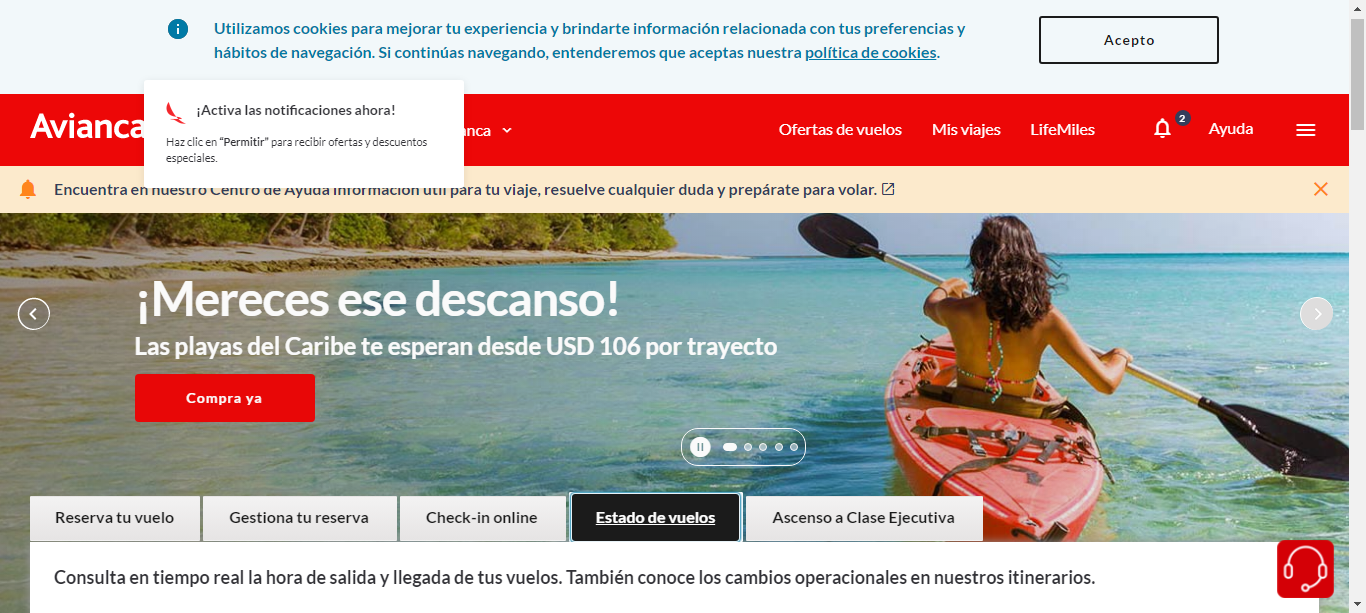 Utilizamos cookies para mejorar tu experiencia y brindarte información relacionada con tus preferencias y
hábitos de navegación. Si continúas navegando, entenderemos que aceptas nuestra política de cookies.
Acepto
¡Activa las notificaciones ahora!
Haz clic en “Permitir” para recibir ofertas y descuentos
especiales.
Avianca
anca
Ofertas de vuelos
Mis viajes
LifeMiles
2
Ayuda
Encuentra en nuestro Centro de Ayuda información útil para tu viaje, resuelve cualquier duda y prepárate para volar.
¡Mereces ese descanso!
Las playas del Caribe te esperan desde USD 106 por trayecto
Compra ya
Reserva tu vuelo
Gestiona tu reserva
Check-in online
Estado de vuelos
Ascenso a Clase Ejecutiva
Consulta en tiempo real la hora de salida y llegada de tus vuelos. También conoce los cambios operacionales en nuestros itinerarios.